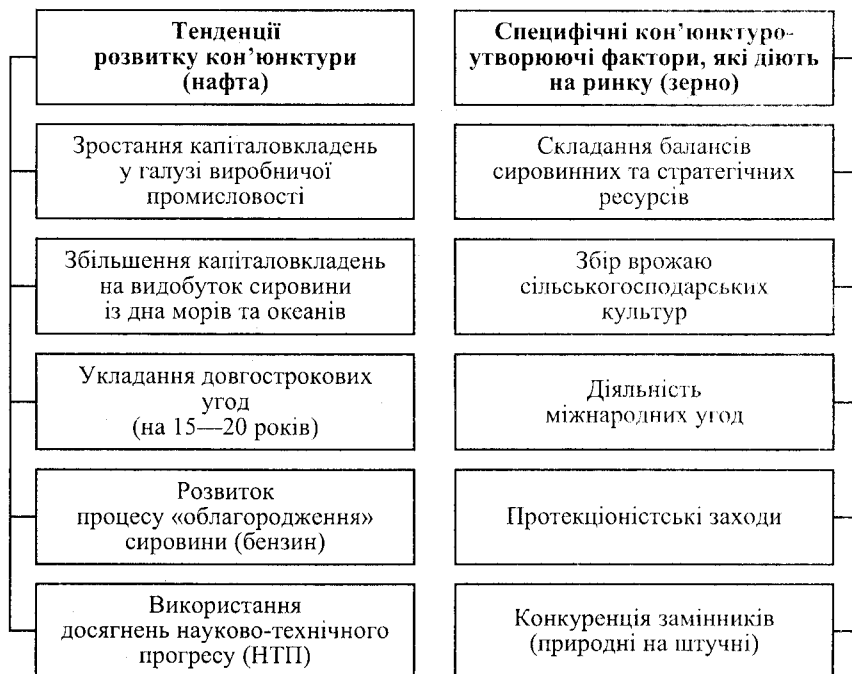 Тенденції
розвитку кон’юнктури
(нафта)
Зростання капіталовкладень
у галузі виробничої
промисловості
Збільшення капіталовкладень
на видобуток сировини
із дна морів та океанів
Укладання довгострокових
угод
(на 15—20 років)
Розвиток
процесу «облагородження»
сировини (бензин)
Використання
досягнень науково-технічного
прогресу (НТП)
Специфічні кон’юнктуро-
утворюючі фактори, які діють
на ринку (зерно)
Складання балансів
сировинних та стратегічних
ресурсів
Збір врожаю
сільськогосподарських
культур
Діяльність
міжнародних угод
Протекціоністські заходи
Конкуренція замінників
(природні на штучні)